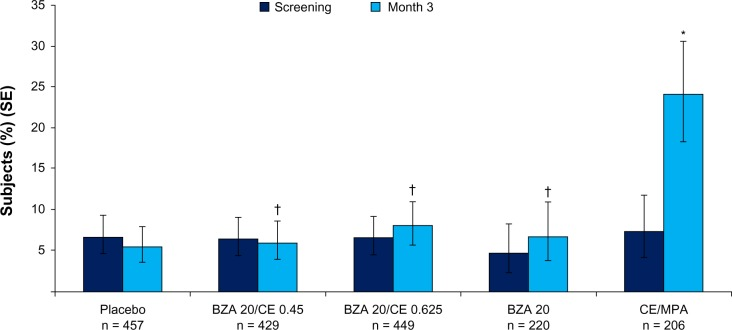 Screening Month 3
Subjects (%) (SE)
35
30
25
20
15
10
5
† † † *
Placebo BZA 20/CE 0.45 BZA 20/CE 0.625 BZA 20 CE/MPA
n = 457 n = 429 n = 449 n = 220 n = 206